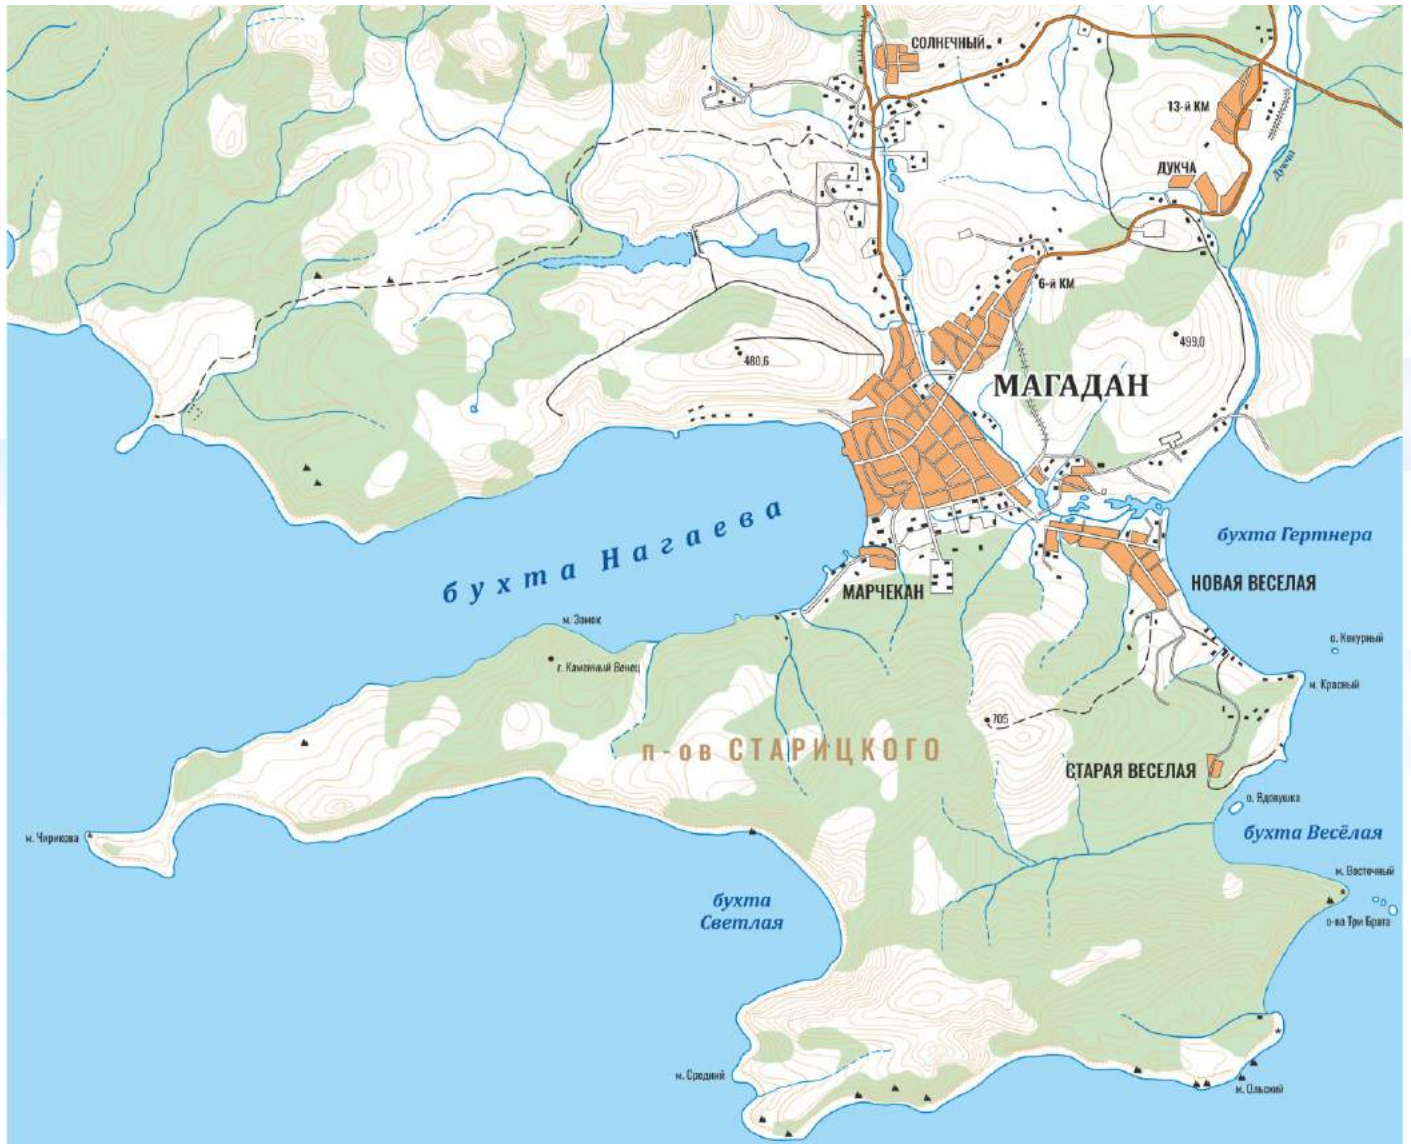 СОЛНЕЧНЫЙ
13-й КМ
ДУКЧА
Дукча
6-й КМ
499,0
480,6
МАГАДАН
бухта Нагаева
бухта Гертнера
МАРЧЕКАН
НОВАЯ ВЕСЕЛАЯ
м. Замок
о. Кекурный
г. Каменный Венец
м. Красный
705
п-ов СТАРИЦКОГО
СТАРАЯ ВЕСЕЛАЯ
о. Вдовушка
м. Чирикова
бухта Весёлая
м. Восточный
бухта
Светлая
о-ва Три Брата
м. Средний
м. Ольский